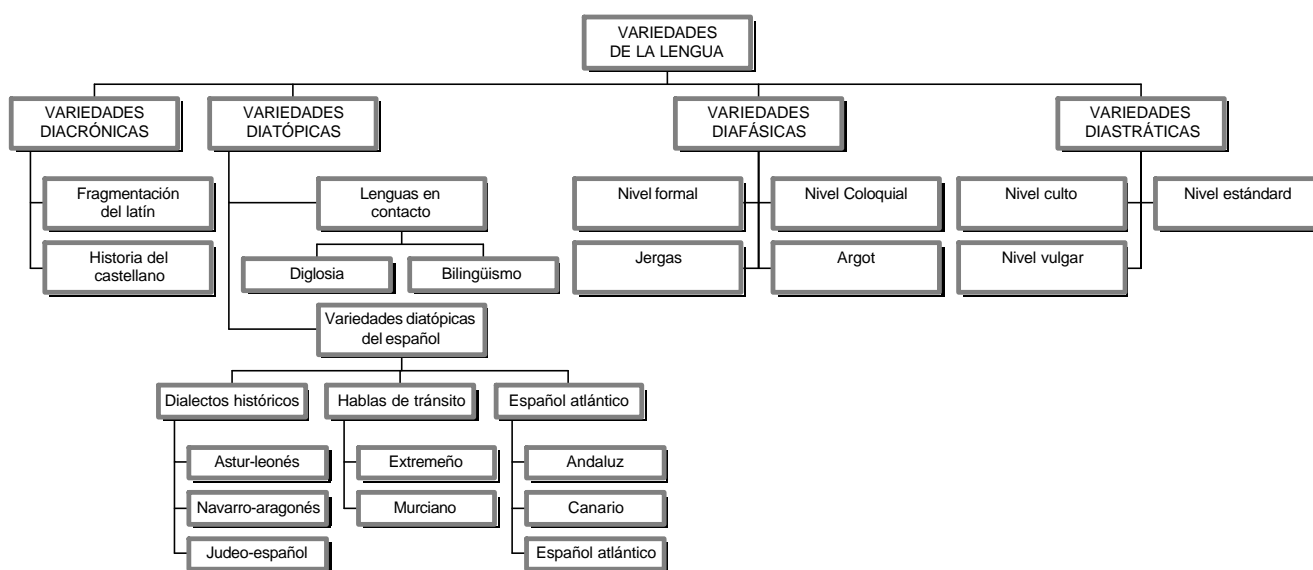 VARIEDADES
DE LA LENGUA
VARIEDADES
DIACRÓNICAS
VARIEDADES
DIATÓPICAS
VARIEDADES
DIAFÁSICAS
VARIEDADES
DIASTRÁTICAS
Fragmentación
del latín
Historia del
castellano
Lenguas en
contacto
Diglosia
Bilingüismo
Variedades diatópicas
del español
Dialectos históricos
Astur-leonés
Navarro-aragonés
Judeo-español
Hablas de tránsito
Extremeño
Murciano
Español atlántico
Andaluz
Canario
Español atlántico
Nivel formal
Nivel Coloquial
Jergas
Argot
Nivel culto
Nivel estándard
Nivel vulgar